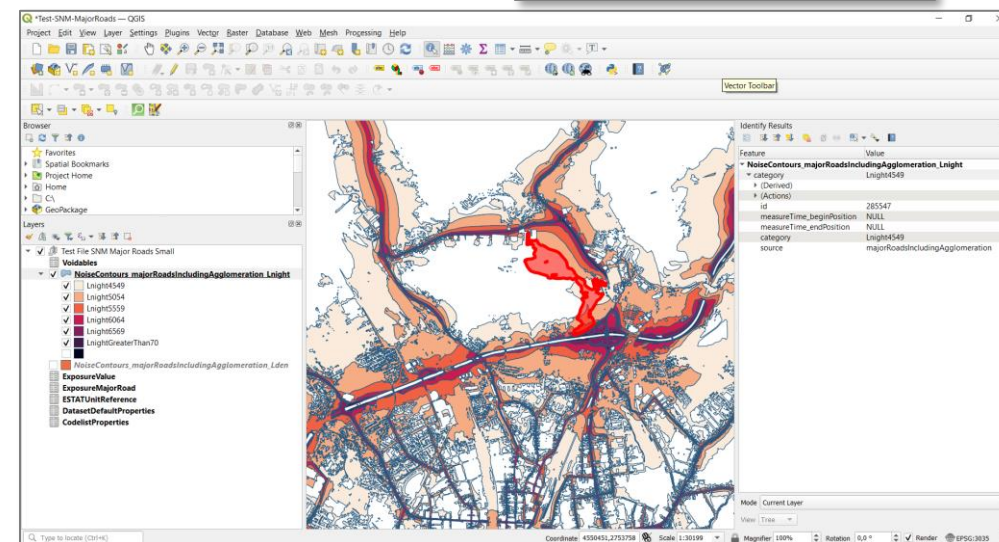 *Test-SNM-MajorRoads — QGIS
Project Edit View Layer Settings Plugins Vector Raster Database Web Mesh Processing Help
Vector Toolbar
Browser
Favorites
Spatial Bookmarks
Project Home
Home
C:\
GeoPackage
Layers
Test File SNM Major Roads Small
Voidables
NoiseContours_majorRoadsIncludingAgglomeration_Lnight
Lnight4549
Lnight5054
Lnight5559
Lnight6064
Lnight6569
LnightGreaterThan70
NoiseContours_majorRoadsIncludingAgglomeration_Lden
ExposureValue
ExposureMajorRoad
ESTATUnitReference
DatasetDefaultProperties
CodelistProperties
Identify Results
Feature Value
NoiseContours_majorRoadsIncludingAgglomeration_Lnight
category Lnight4549
(Derived)
(Actions)
id 285547
measureTime_beginPosition NULL
measureTime_endPosition NULL
category Lnight4549
source majorRoadsIncludingAgglomeration
Mode Current Layer
View Tree
Type to locate (Ctrl+K)
Coordinate 4550451,2753758 Scale 1:30199 Magnifier 100% Rotation 0,0 ° Render EPSG:3035